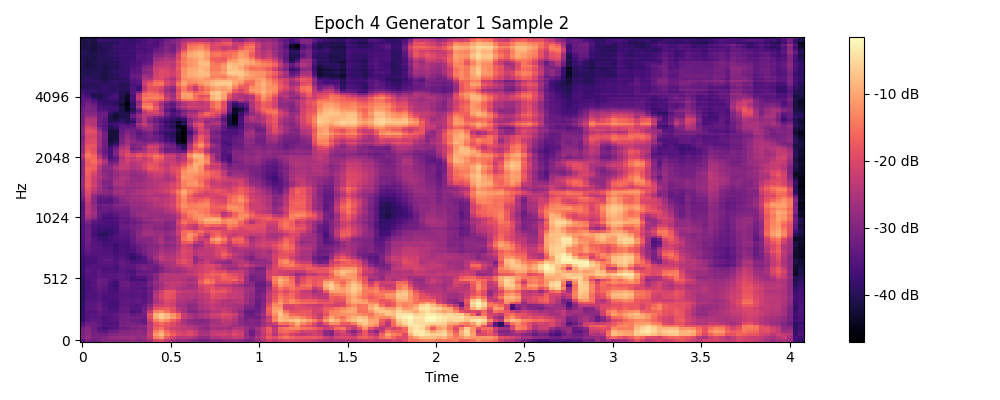 Epoch 4 Generator 1 Sample 2
Hz
4096
2048
1024
512
0
0 0.5 1 1.5 2 2.5 3 3.5 4
Time
-10 dB
-20 dB
-30 dB
-40 dB